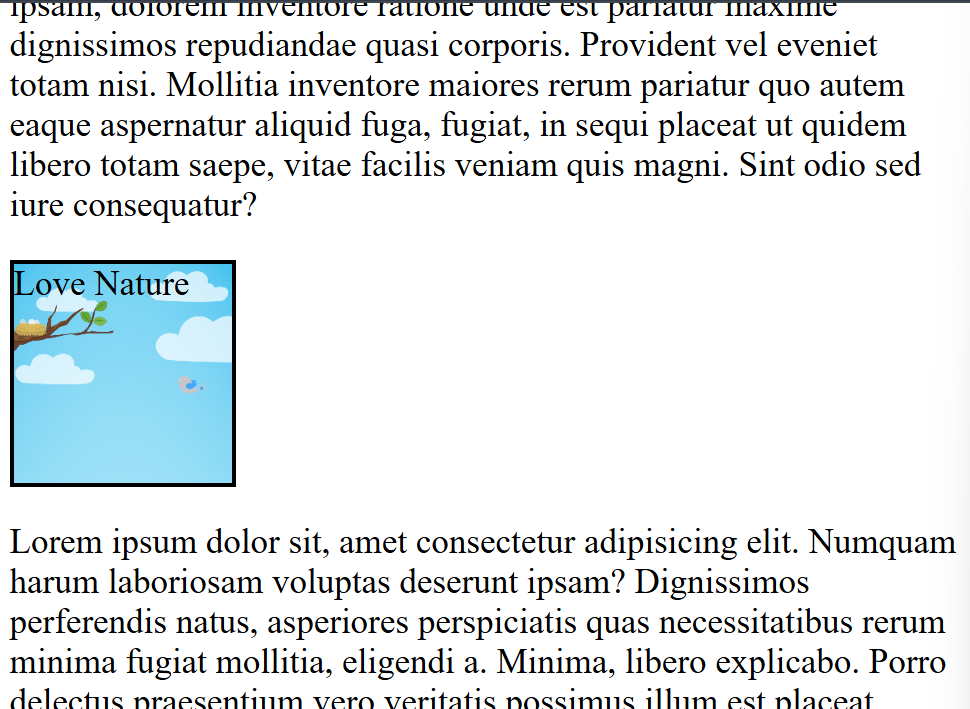 ipsam, dolorem inventore ratione unde est pariatur maxime
dignissimos repudiandae quasi corporis. Provident vel eveniet
totam nisi. Mollitia inventore maiores rerum pariatur quo autem
eaque aspernatur aliquid fuga, fugiat, in sequi placeat ut quidem
libero totam saepe, vitae facilis veniam quis magni. Sint odio sed
iure consequatur?
Love Nature
Lorem ipsum dolor sit, amet consectetur adipisicing elit. Numquam
harum laboriosam voluptas deserunt ipsam? Dignissimos
perferendis natus, asperiores perspiciatis quas necessitatibus rerum
minima fugiat mollitia, eligendi a. Minima, libero explicabo. Porro
delectus praesentium vero veritatis possimus illum est placeat